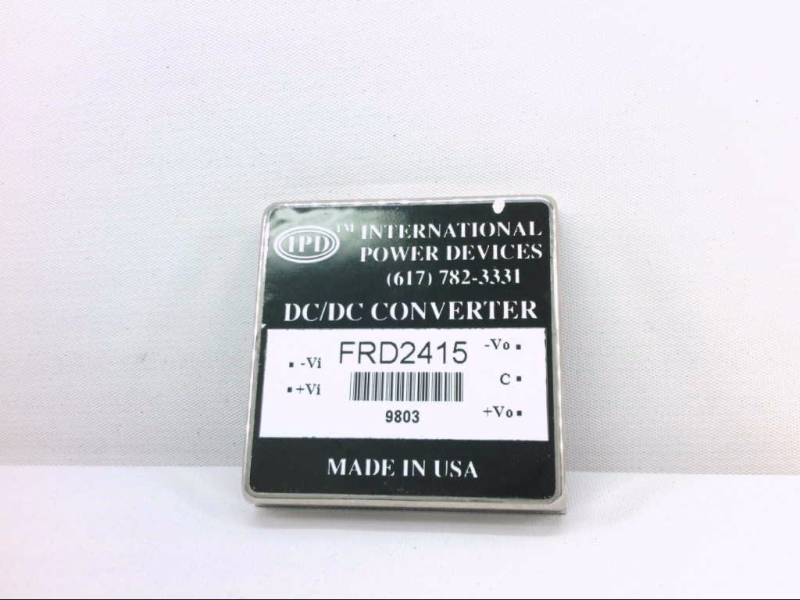 IPD ™ INTERNATIONAL
POWER DEVICES
(617) 782-3331
DC/DC CONVERTER
-Vi FRD2415 -Vo
+Vi C
9803 +Vo
MADE IN USA